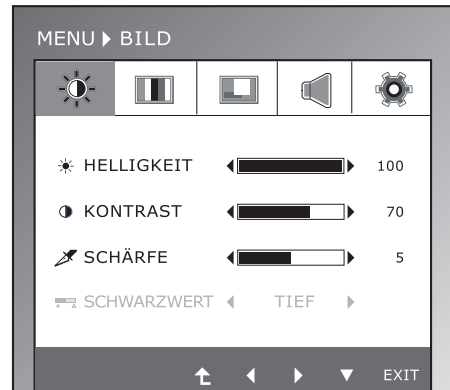 MENU ▶ BILD
HELLIGKEIT 100
KONTRAST 70
SCHÄRFE 5
SCHWARZWERT TIEF
EXIT